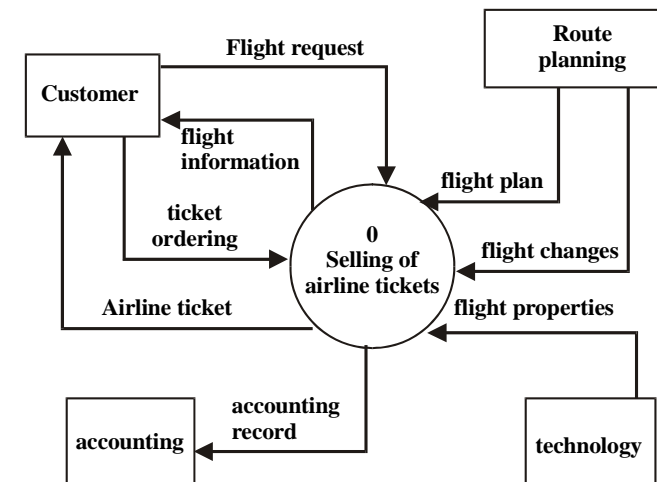 Flight request
Route
planning
Customer
flight
information
flight plan
ticket
ordering
0
Selling of
airline tickets
flight changes
Airline ticket
flight properties
accounting
record
accounting
technology